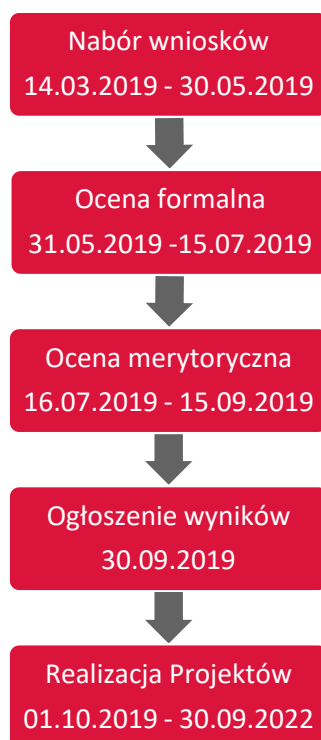 Nabór wniosków
14.03.2019 - 30.05.2019
Ocena formalna
31.05.2019 -15.07.2019
Ocena merytoryczna
16.07.2019 - 15.09.2019
Ogłoszenie wyników
30.09.2019
Realizacja Projektów
01.10.2019 - 30.09.2022